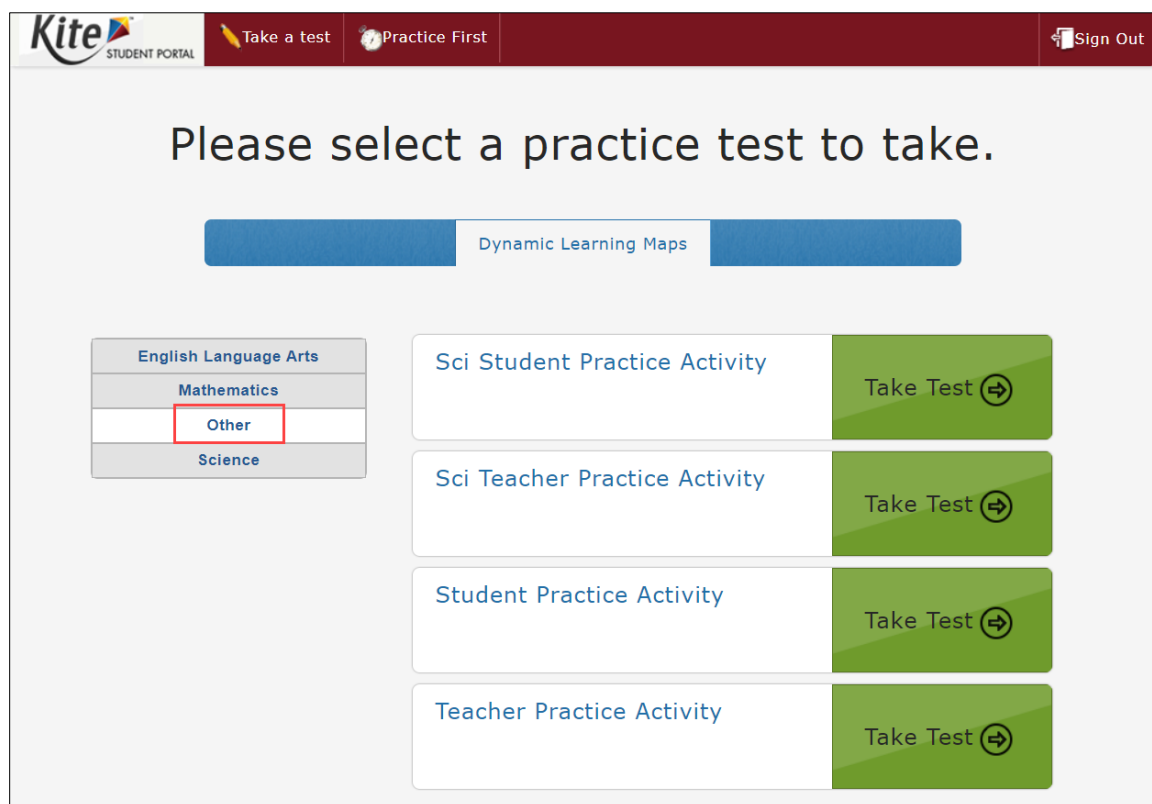 Kite
STUDENT PORTAL
Take a test
Practice First
Sign Out
Please select a practice test to take.
Dynamic Learning Maps
English Language Arts
Mathematics
Other
Science
Sci Student Practice Activity
Take Test
Sci Teacher Practice Activity
Take Test
Student Practice Activity
Take Test
Teacher Practice Activity
Take Test